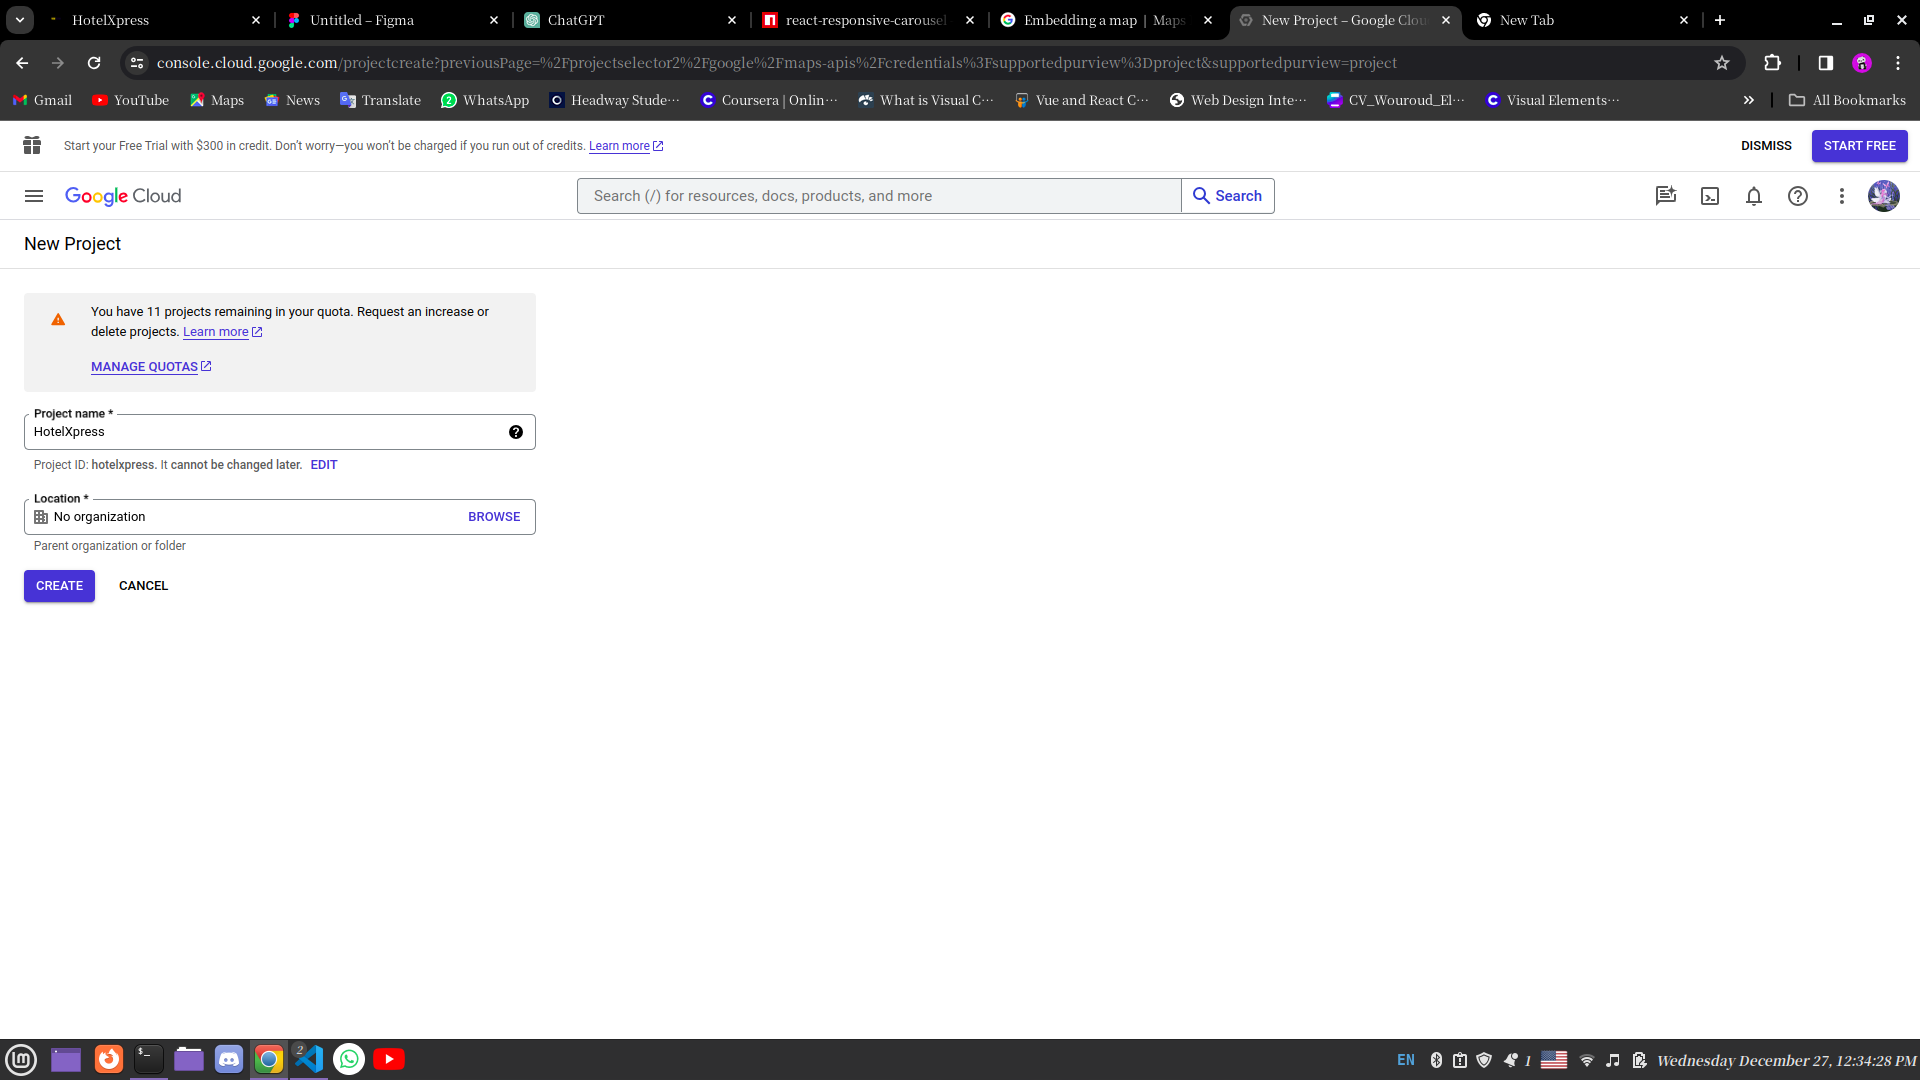 HotelXpress
Untitled – Figma
ChatGPT
react-responsive-carousel
Embedding a map | Maps
New Project – Google Clou
New Tab
console.cloud.google.com/projectcreate?previousPage=%2Fprojectselector2%2Fgoogle%2Fmaps-apis%2Fcredentials%3Fsupportedpurview%3Dproject&supportedpurview=project
Gmail
YouTube
Maps
News
Translate
WhatsApp
Headway Stude…
Coursera | Onlin…
What is Visual C…
Vue and React C…
Web Design Inte…
CV_Wouroud_El…
Visual Elements…
All Bookmarks
Start your Free Trial with $300 in credit. Don’t worry—you won’t be charged if you run out of credits. Learn more
DISMISS
START FREE
Google Cloud
Search (/) for resources, docs, products, and more
Search
New Project
You have 11 projects remaining in your quota. Request an increase or
delete projects. Learn more
MANAGE QUOTAS
Project name *
HotelXpress
Project ID: hotelxpress. It cannot be changed later. EDIT
Location *
No organization
BROWSE
Parent organization or folder
CREATE
CANCEL
2
EN
1
Wednesday December 27, 12:34:28 PM